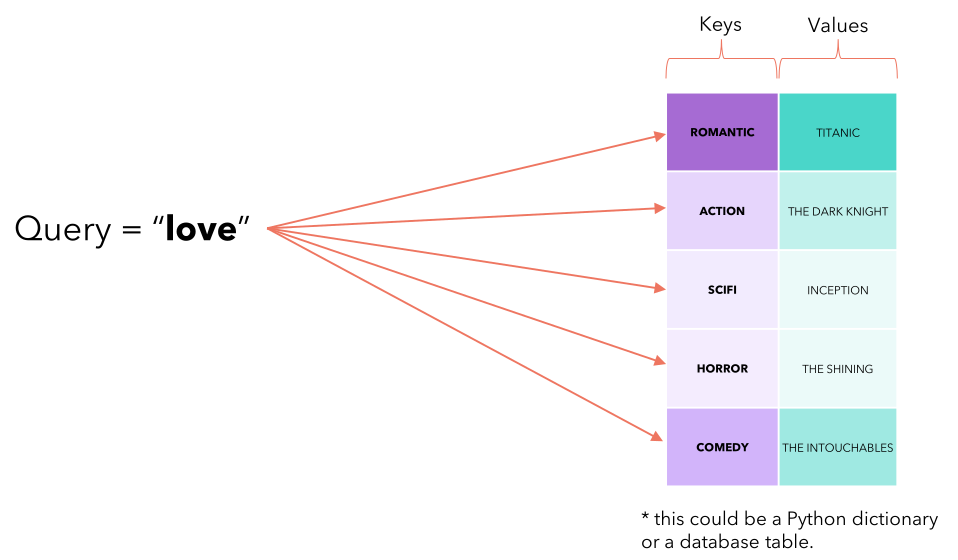 Keys
Values
Query = “love”
ROMANTIC
TITANIC
ACTION
THE DARK KNIGHT
SCIFI
INCEPTION
HORROR
THE SHINING
COMEDY
THE INTOUCHABLES
* this could be a Python dictionary
or a database table.